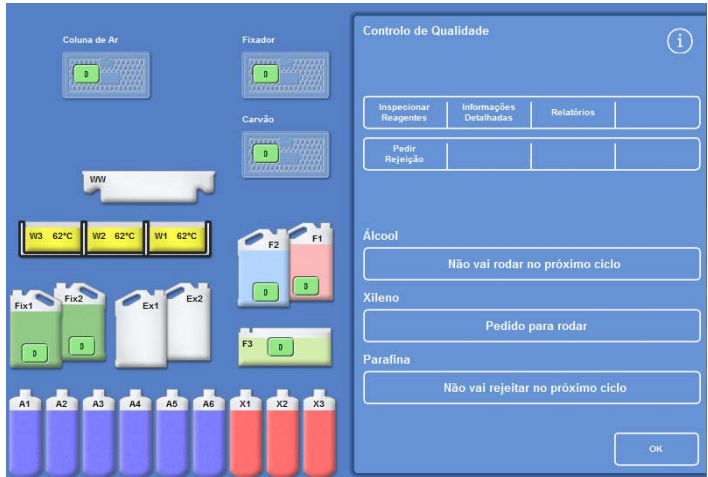 Coluna de Ar
Fixador
D
D
Carvão
D
WW
W3 62°C W2 62°C W1 62°C
F2 F1
D D
Fix1 Fix2 Ex1 Ex2
D D
F3 D
A1 A2 A3 A4 A5 A6 X1 X2 X3
Controlo de Qualidade
i
Inspecionar
Reagentes
Informações
Detalhadas
Relatórios
Pedir
Rejeição
Álcool
Não vai rodar no próximo ciclo
Xileno
Pedido para rodar
Parafina
Não vai rejeitar no próximo ciclo
OK